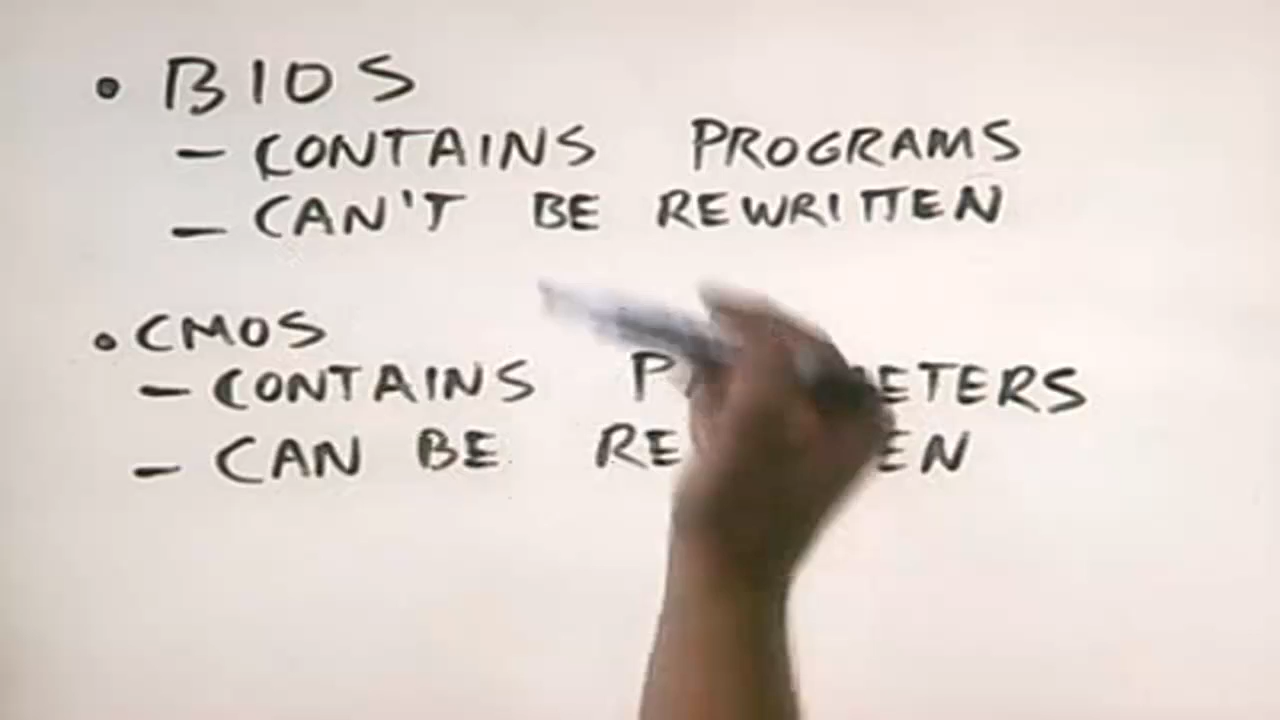 • BIOS
— CONTAINS PROGRAMS
— CAN'T BE REWRITTEN
• CMOS
— CONTAINS
— CAN BE